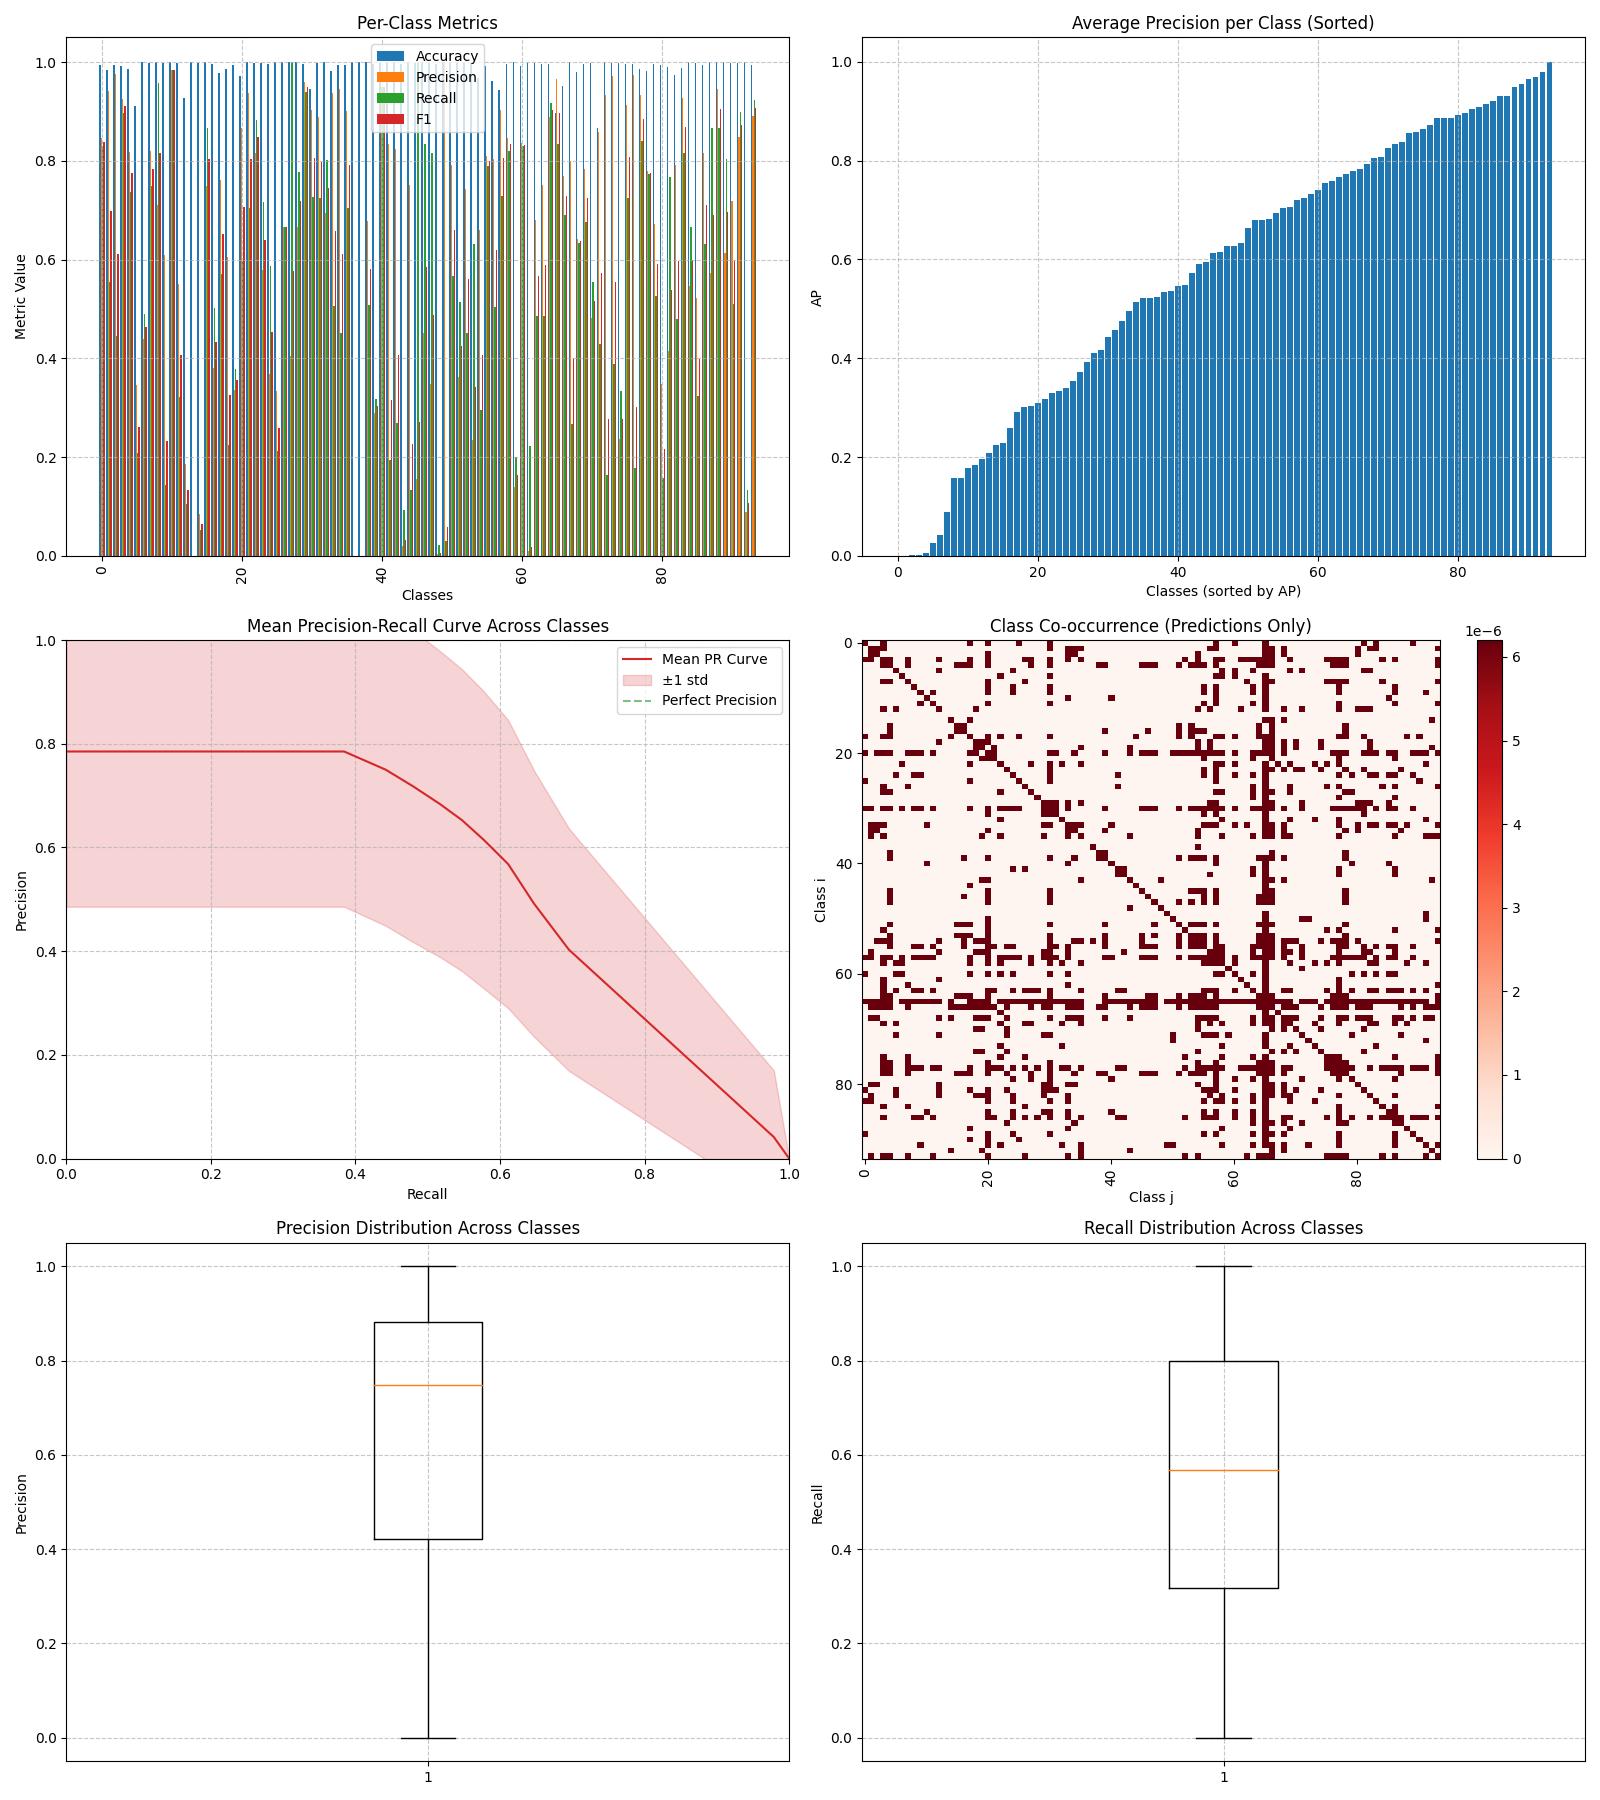 Per-Class Metrics
Metric Value
1.0
0.8
0.6
0.4
0.2
0.0
Accuracy
Precision
Recall
F1
0
20
40
60
80
Classes
Average Precision per Class (Sorted)
AP
1.0
0.8
0.6
0.4
0.2
0.0
0
20
40
60
80
Classes (sorted by AP)
Mean Precision-Recall Curve Across Classes
Precision
1.0
0.8
0.6
0.4
0.2
0.0
Mean PR Curve
±1 std
Perfect Precision
0.0
0.2
0.4
0.6
0.8
1.0
Recall
Class Co-occurrence (Predictions Only)
Class i
0
20
40
60
80
0
20
40
60
80
Class j
1e−6
6
5
4
3
2
1
0
Precision Distribution Across Classes
Precision
1.0
0.8
0.6
0.4
0.2
0.0
1
Recall Distribution Across Classes
Recall
1.0
0.8
0.6
0.4
0.2
0.0
1